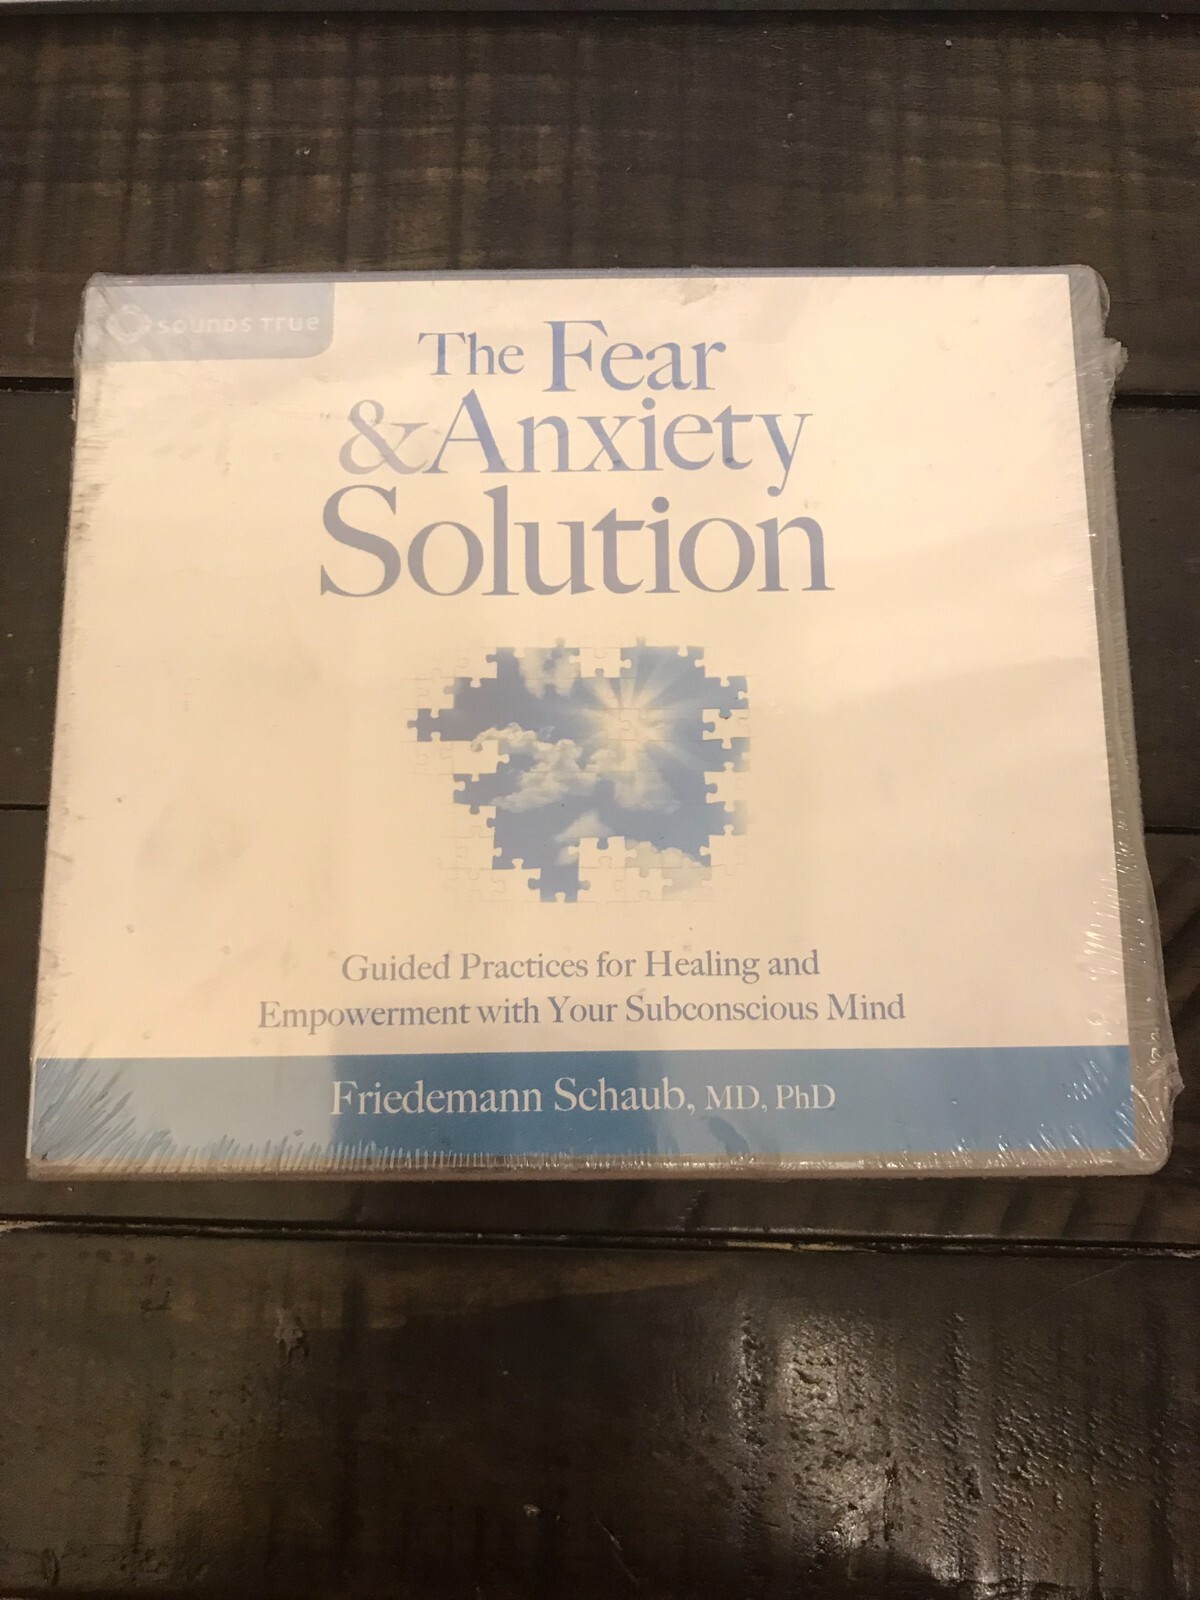 SOUNDS TRUE
The Fear
& Anxiety
Solution
Guided Practices for Healing and
Empowerment with Your Subconscious Mind
Friedemann Schaub, MD, PhD